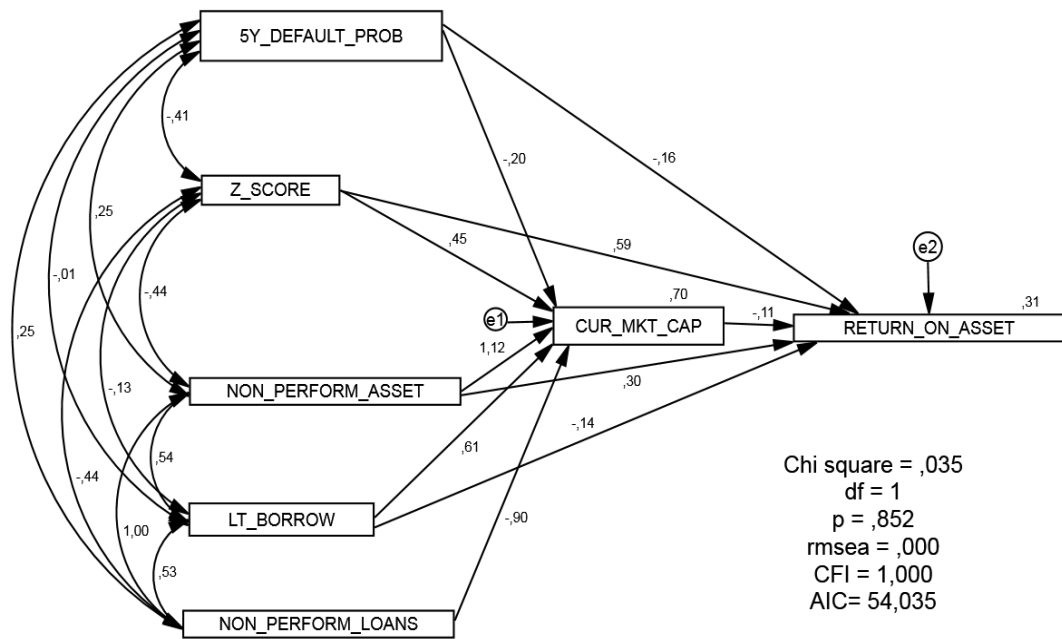 5Y_DEFAULT_PROB
-,41
-,20
-,16
Z_SCORE
,25
,45
,59
e2
-,01
-,44
,70
,31
e1
CUR_MKT_CAP
-,11
RETURN_ON_ASSET
,25
1,12
-,13
NON_PERFORM_ASSET
,30
,54
,61
-,14
-,44
LT_BORROW
-,90
1,00
,53
NON_PERFORM_LOANS
Chi square = ,035
df = 1
p = ,852
rmsea = ,000
CFI = 1,000
AIC= 54,035